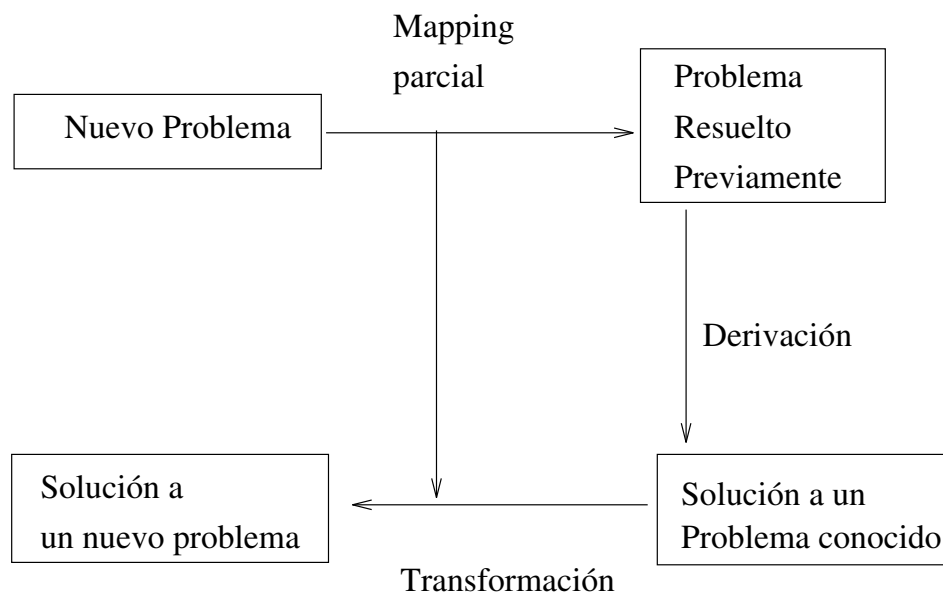 Mapping
parcial
Nuevo Problema
Problema
Resuelto
Previamente
Derivación
Solución a
un nuevo problema
Solución a un
Problema conocido
Transformación